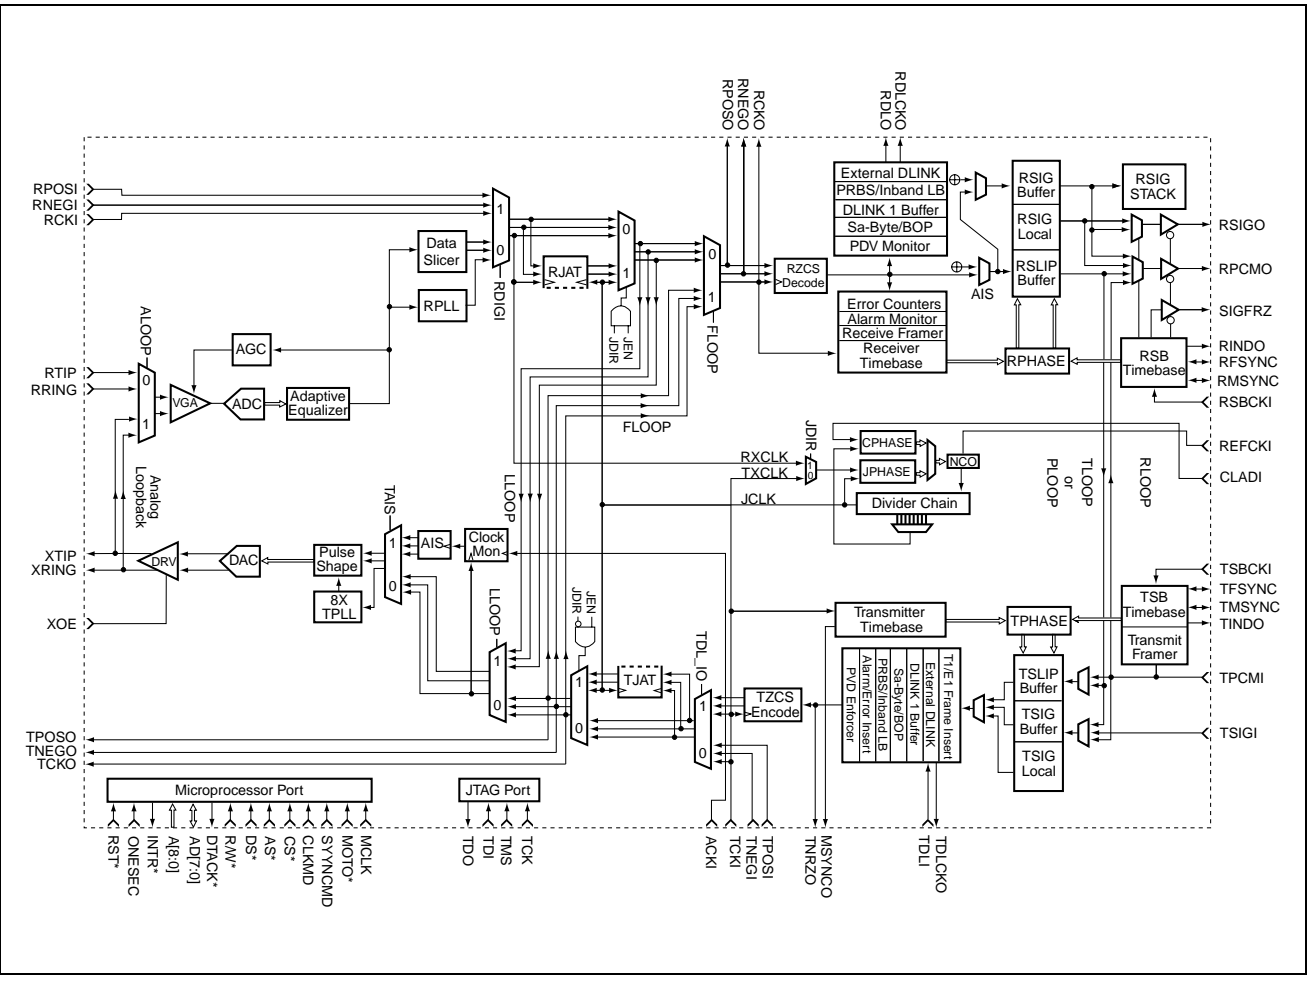 RPOSO
RNEGO
RCKO
RDLO
RDLCKO
RPOSI
RNEGI
RCKI
1
0
RDIGI
Data
Slicer
RPLL
RJAT
0
1
JDIR
JEN
0
1
FLOOP
RZCS
Decode
External DLINK
PRBS/Inband LB
DLINK 1 Buffer
Sa-Byte/BOP
PDV Monitor
AIS
Error Counters
Alarm Monitor
Receive Framer
Receiver
Timebase
RSIG
Buffer
RSIG
Local
RSLIP
Buffer
RSIG
STACK
RPHASE
RSB
Timebase
RSIGO
RPCMO
SIGFRZ
RINDO
RFSYNC
RMSYNC
RSBCKI
REFCKI
CLADI
ALOOP
0
1
RTIP
RRING
AGC
VGA
ADC
Adaptive
Equalizer
FLOOP
RXCLK
TXCLK
JCLK
JDIR
1
0
CPHASE
JPHASE
NCO
Divider Chain
PLOOP
or
TLOOP
RLOOP
Analog
Loopback
XTIP
XRING
XOE
DRV
DAC
Pulse
Shape
8X
TPLL
TAIS
1
0
AIS
Clock
Mon
LLOOP
LLOOP
1
0
JDIR
JEN
1
0
TJAT
TDL_IO
1
0
TZCS
Encode
Transmitter
Timebase
TPHASE
TSB
Timebase
Transmit
Framer
TSBCKI
TFSYNC
TMSYNC
TINDO
TPCMI
TSIGI
T1/E1 Frame Insert
External DLINK
DLINK 1 Buffer
Sa-Byte/BOP
PRBS/Inband LB
Alarm/Error Insert
PVD Enforcer
TSLIP
Buffer
TSIG
Buffer
TSIG
Local
TPOSO
TNEGO
TCKO
Microprocessor Port
RST*
ONESEC
INTR*
A[8:0]
AD[7:0]
DTACK*
R/W*
DS*
AS*
CS*
CLKMD
SYYNCMD
MOTO*
MCLK
JTAG Port
TDO
TDI
TMS
TCK
ACKI
TCKI
TNEGI
TPOSI
TNRZO
MSYNCO
TDLI
TDLCKO